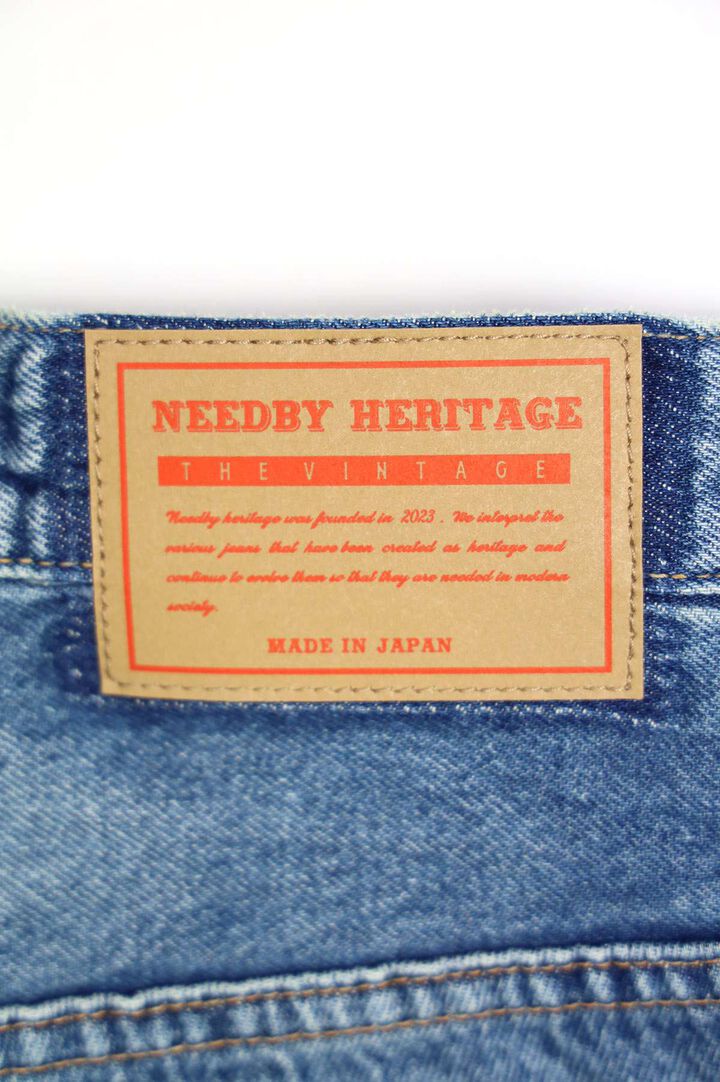 NEEDBY HERITAGE
THE VINTAGE
Needby heritage was founded in 2023 . We interpret the
various jeans that have been created as heritage and
continue to evolve them so that they are needed in modern
society.
MADE IN JAPAN